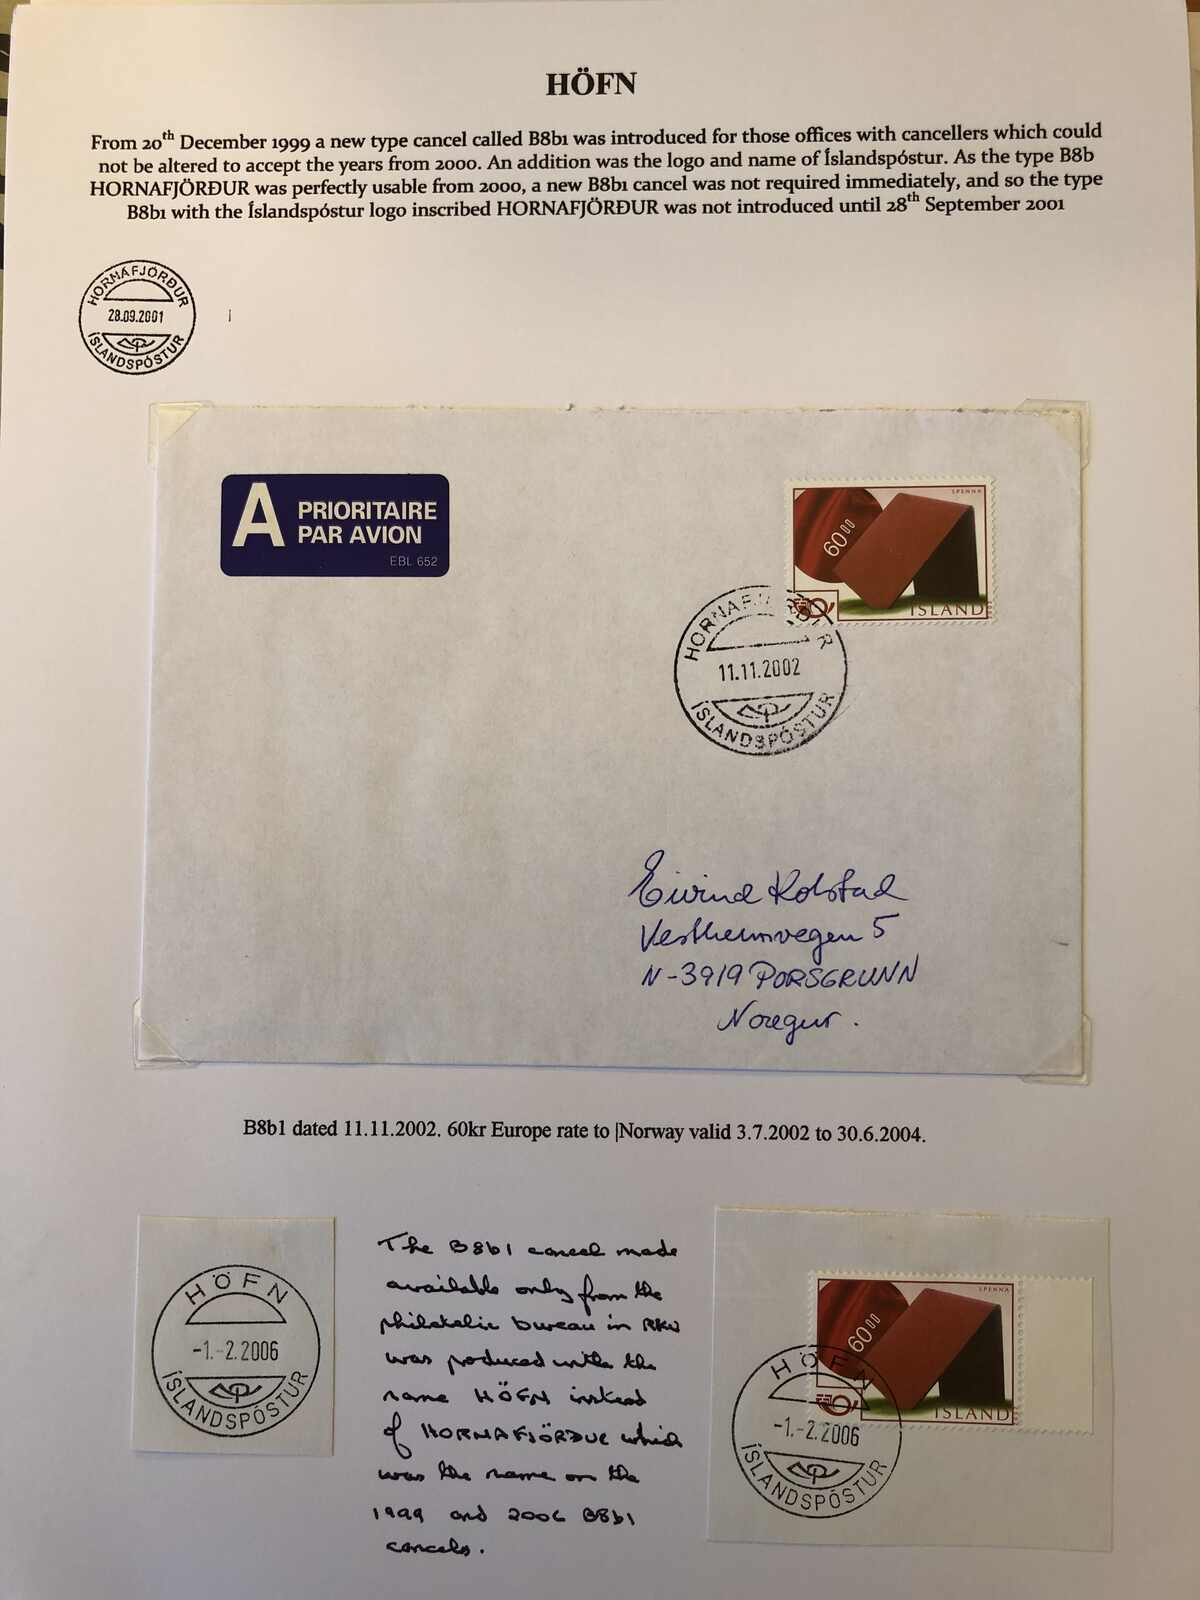 HÖFN
From 20th December 1999 a new type cancel called B8b1 was introduced for those offices with cancellers which could
not be altered to accept the years from 2000. An addition was the logo and name of Íslandspóstur. As the type B8b
HORNAFJÖRÐUR was perfectly usable from 2000, a new B8b1 cancel was not required immediately, and so the type
B8b1 with the Íslandspóstur logo inscribed HORNAFJÖRÐUR was not introduced until 28th September 2001
HORNAFJÖRÐUR
28.09.2001
ÍSLANDSPÓSTUR
A PRIORITAIRE
PAR AVION
EBL 652
SPENNA
6000
ÍSLAND
HORNAFJÖRÐUR
11.11.2002
ÍSLANDSPÓSTUR
Eivind Kolstad
Vestheimvegen 5
N-3919 PORSGRUNN
Noregur.
B8b1 dated 11.11.2002. 60kr Europe rate to |Norway valid 3.7.2002 to 30.6.2004.
HÖFN
-1.-2.2006
ÍSLANDSPÓSTUR
The B8b1 cancel made
available only from the
philatelic bureau in RKV
was produced with the
name HÖFN instead
of HORNAFJÖRÐUR which
was the name on the
1999 and 2006 B8b1
cancels.
SPENNA
6000
ÍSLAND
HÖFN
-1.-2.2006
ÍSLANDSPÓSTUR